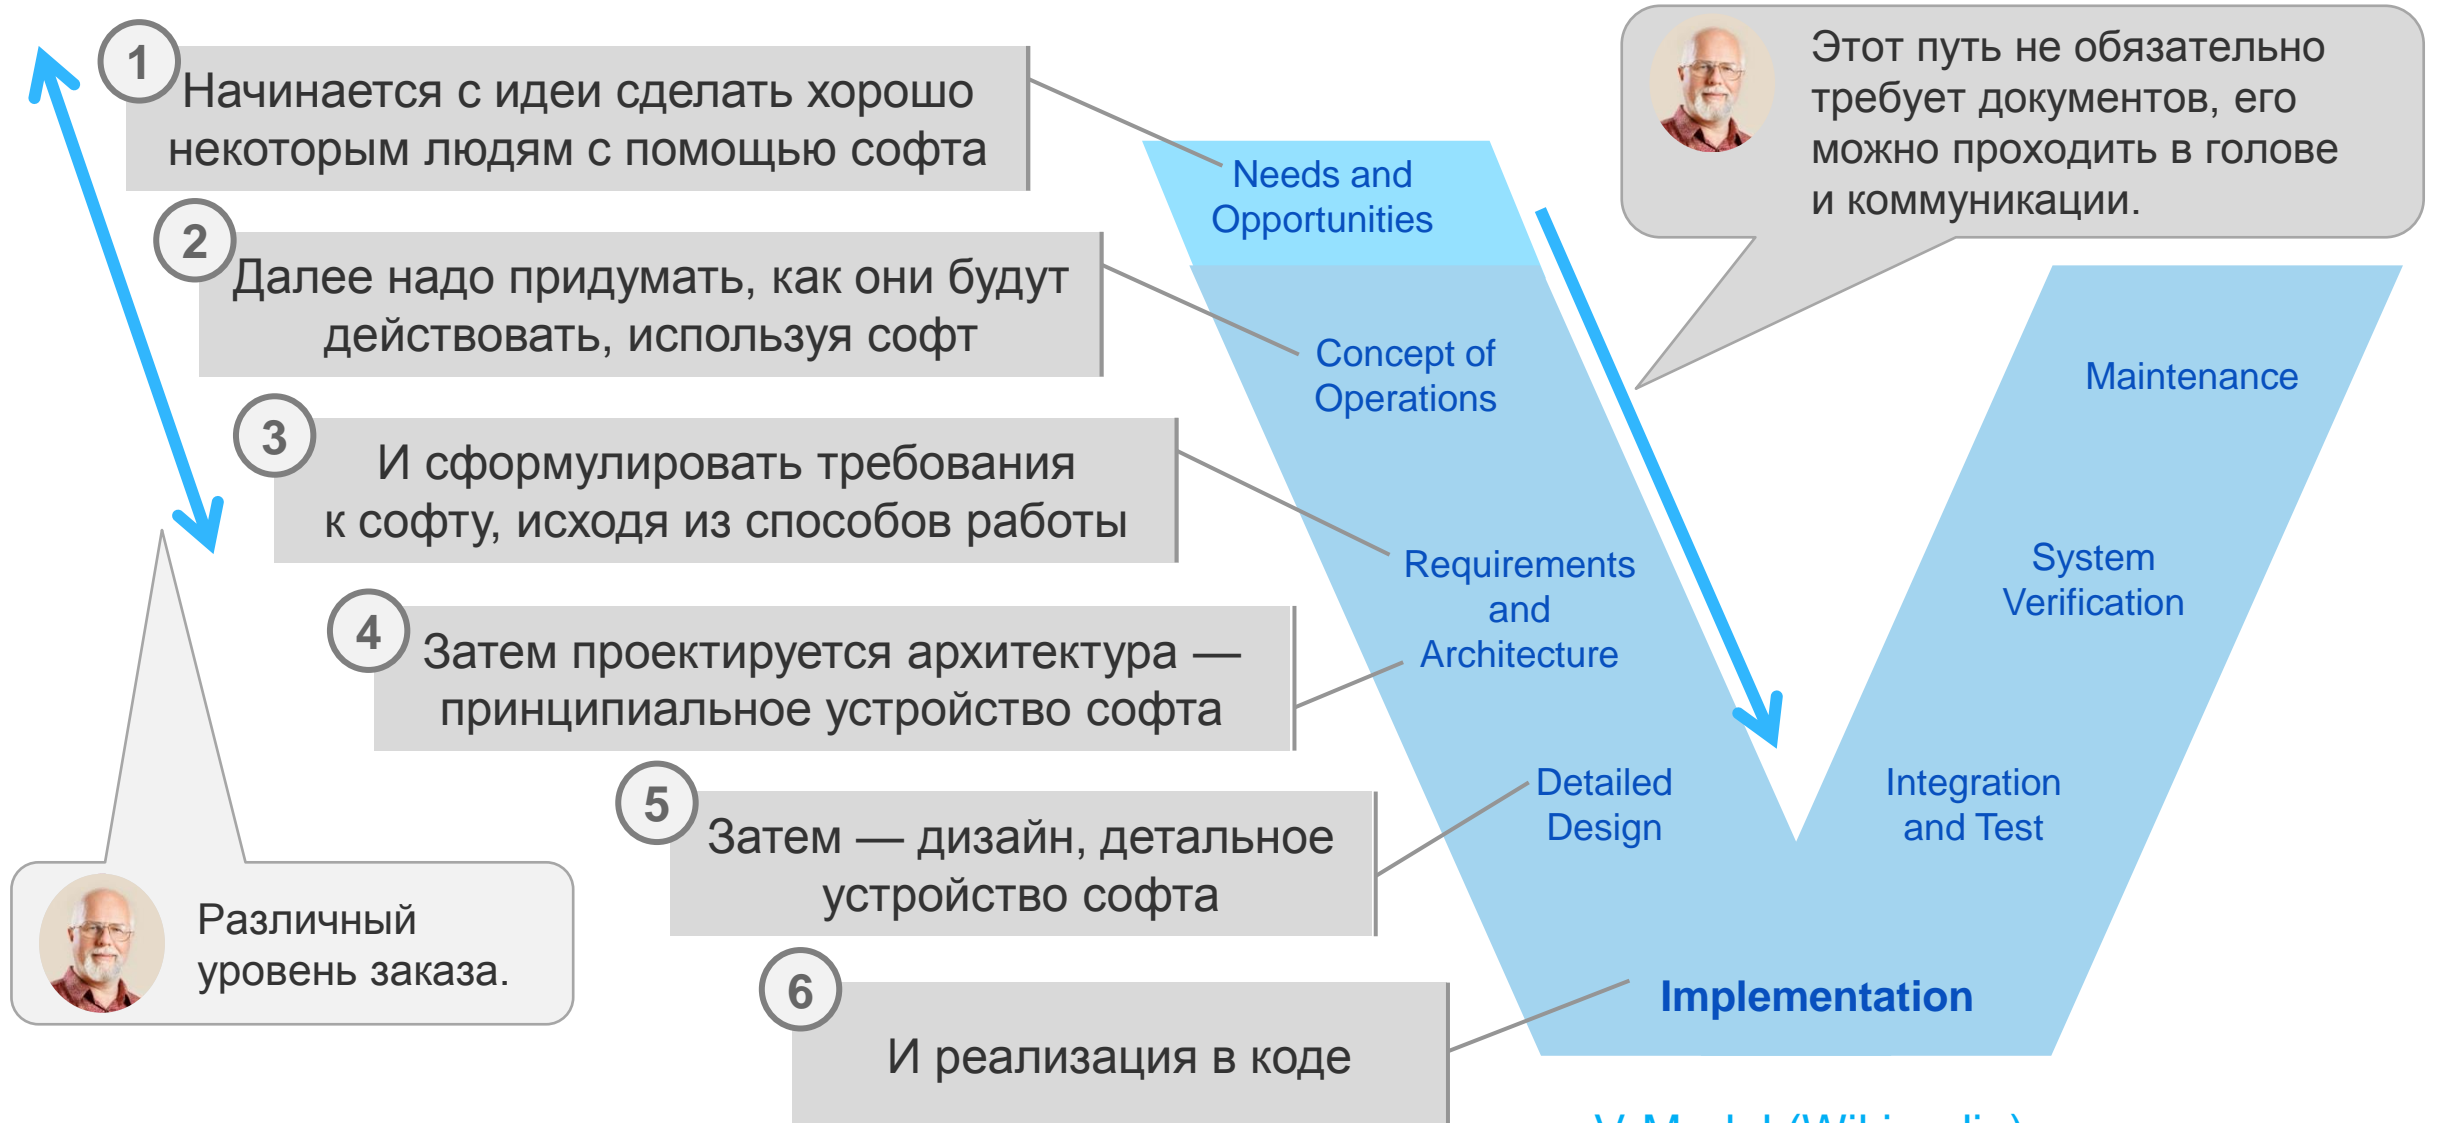 1
Начинается с идеи сделать хорошо
некоторым людям с помощью софта
2
Далее надо придумать, как они будут
действовать, используя софт
3
И сформулировать требования
к софту, исходя из способов работы
4
Затем проектируется архитектура —
принципиальное устройство софта
5
Затем — дизайн, детальное
устройство софта
6
И реализация в коде
Различный
уровень заказа.
Этот путь не обязательно
требует документов, его
можно проходить в голове
и коммуникации.
Needs and
Opportunities
Concept of
Operations
Requirements
and
Architecture
Detailed
Design
Implementation
Integration
and Test
System
Verification
Maintenance